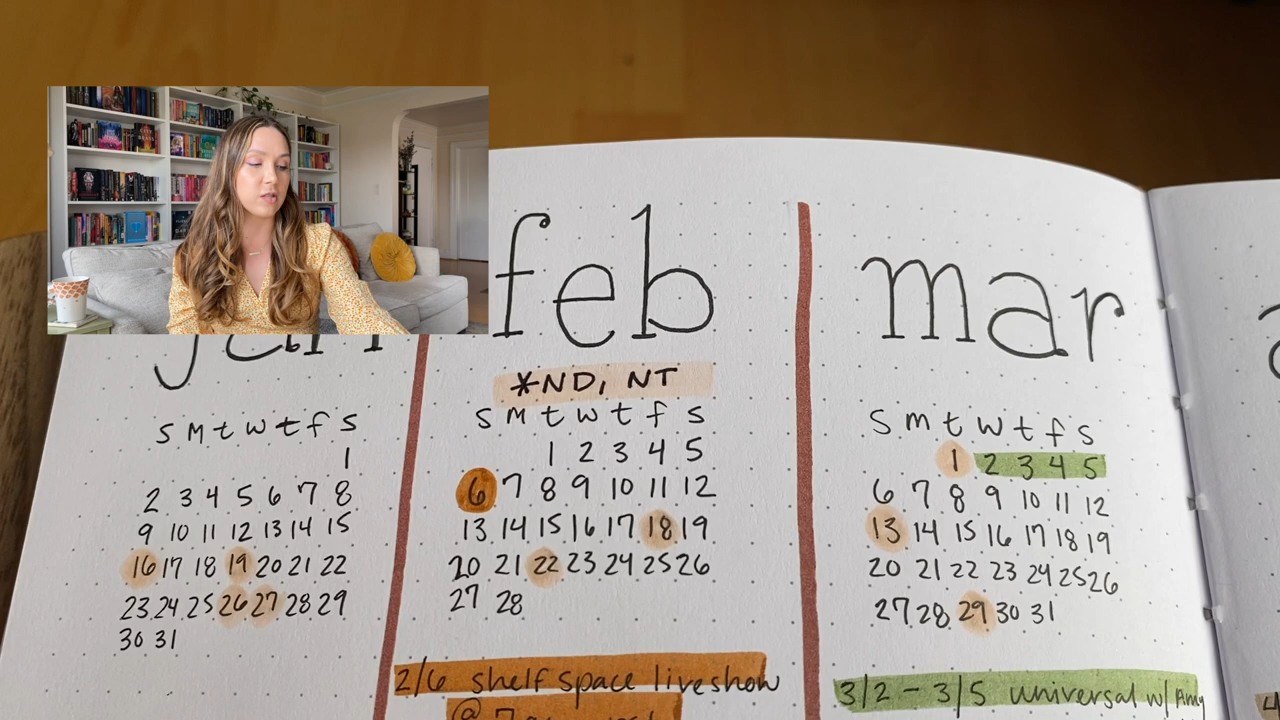 jan
S M t W t f S
1
2 3 4 5 6 7 8
9 10 11 12 13 14 15
16 17 18 19 20 21 22
23 24 25 26 27 28 29
30 31
feb
*ND, NT
S M t W t f S
1 2 3 4 5
6 7 8 9 10 11 12
13 14 15 16 17 18 19
20 21 22 23 24 25 26
27 28
2/6 shelf space liveshow
@ 7
mar
S M t W t f S
1 2 3 4 5
6 7 8 9 10 11 12
13 14 15 16 17 18 19
20 21 22 23 24 25 26
27 28 29 30 31
3/2 - 3/5 universal w/ Amy